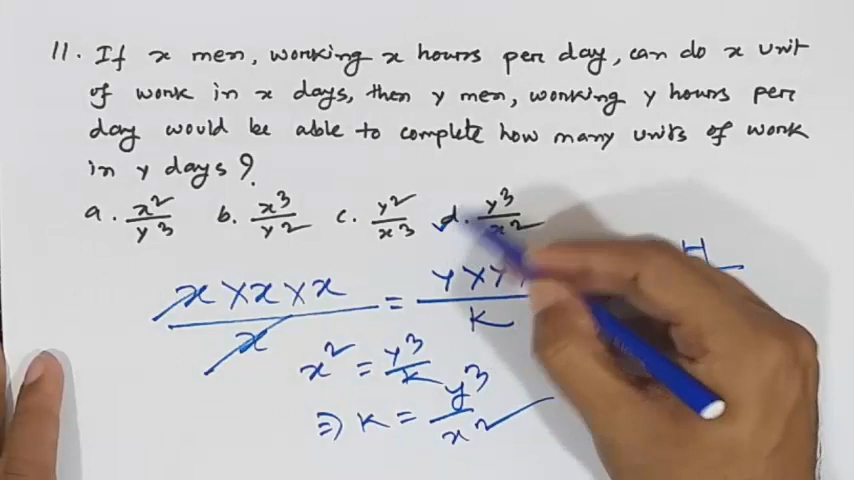 11. If x men, working x hours per day, can do x unit
of work in x days, then y men, working y hours per
day would be able to complete how many units of work
in y days?
a. x²/y³ b. x³/y² c. y²/x³ d. y³/x²
x × x × x / x = y × y × / K
x² = y³/K
⇒ K = y³/x²